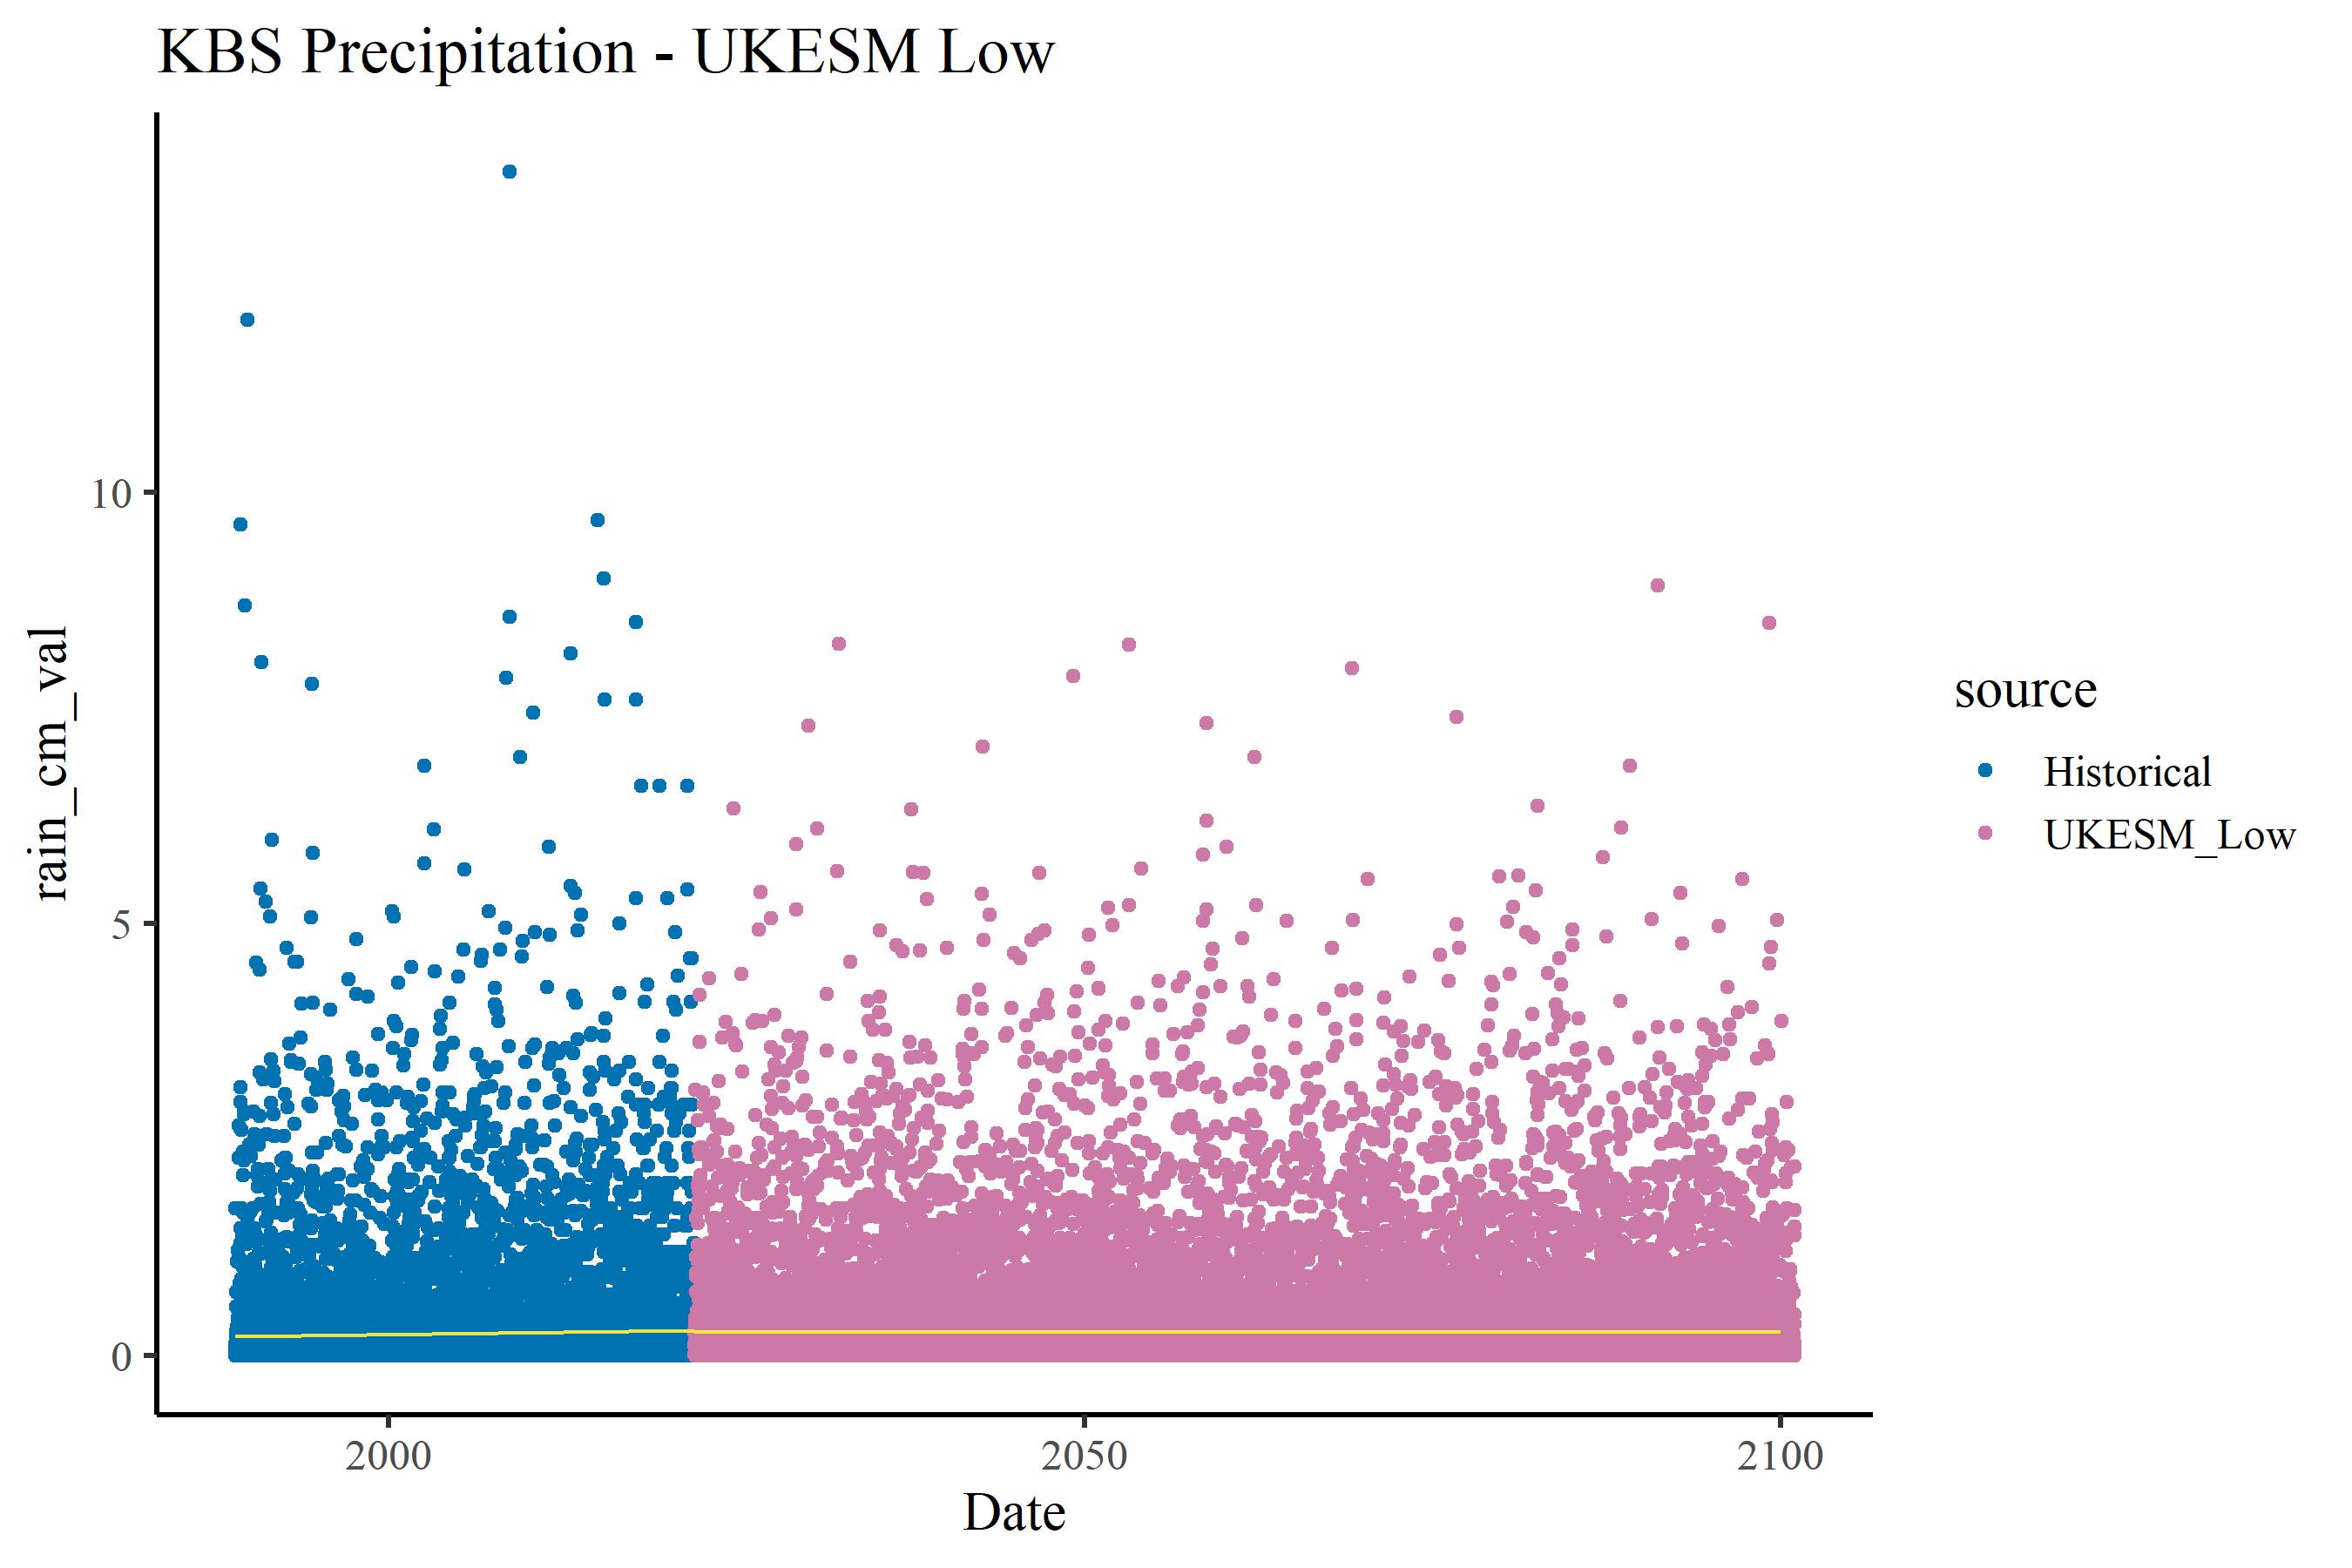 KBS Precipitation - UKESM Low
rain_cm_val
10
5
0
2000
2050
2100
Date
source
Historical
UKESM_Low